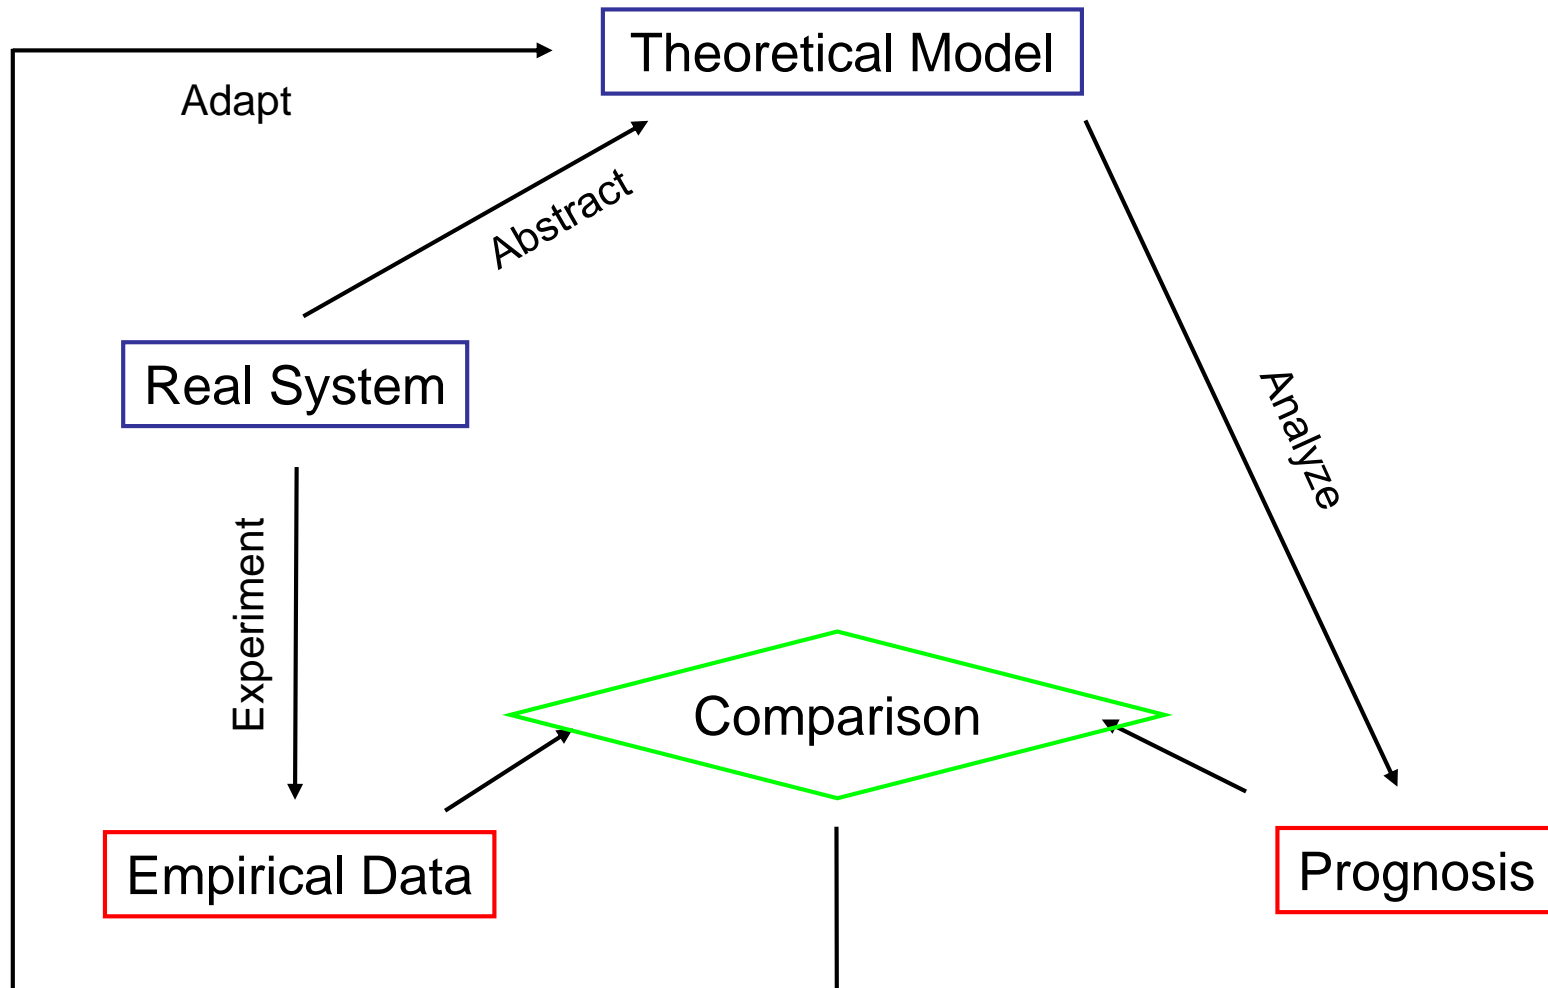 Theoretical Model
Adapt
Abstract
Real System
Analyze
Experiment
Comparison
Empirical Data
Prognosis